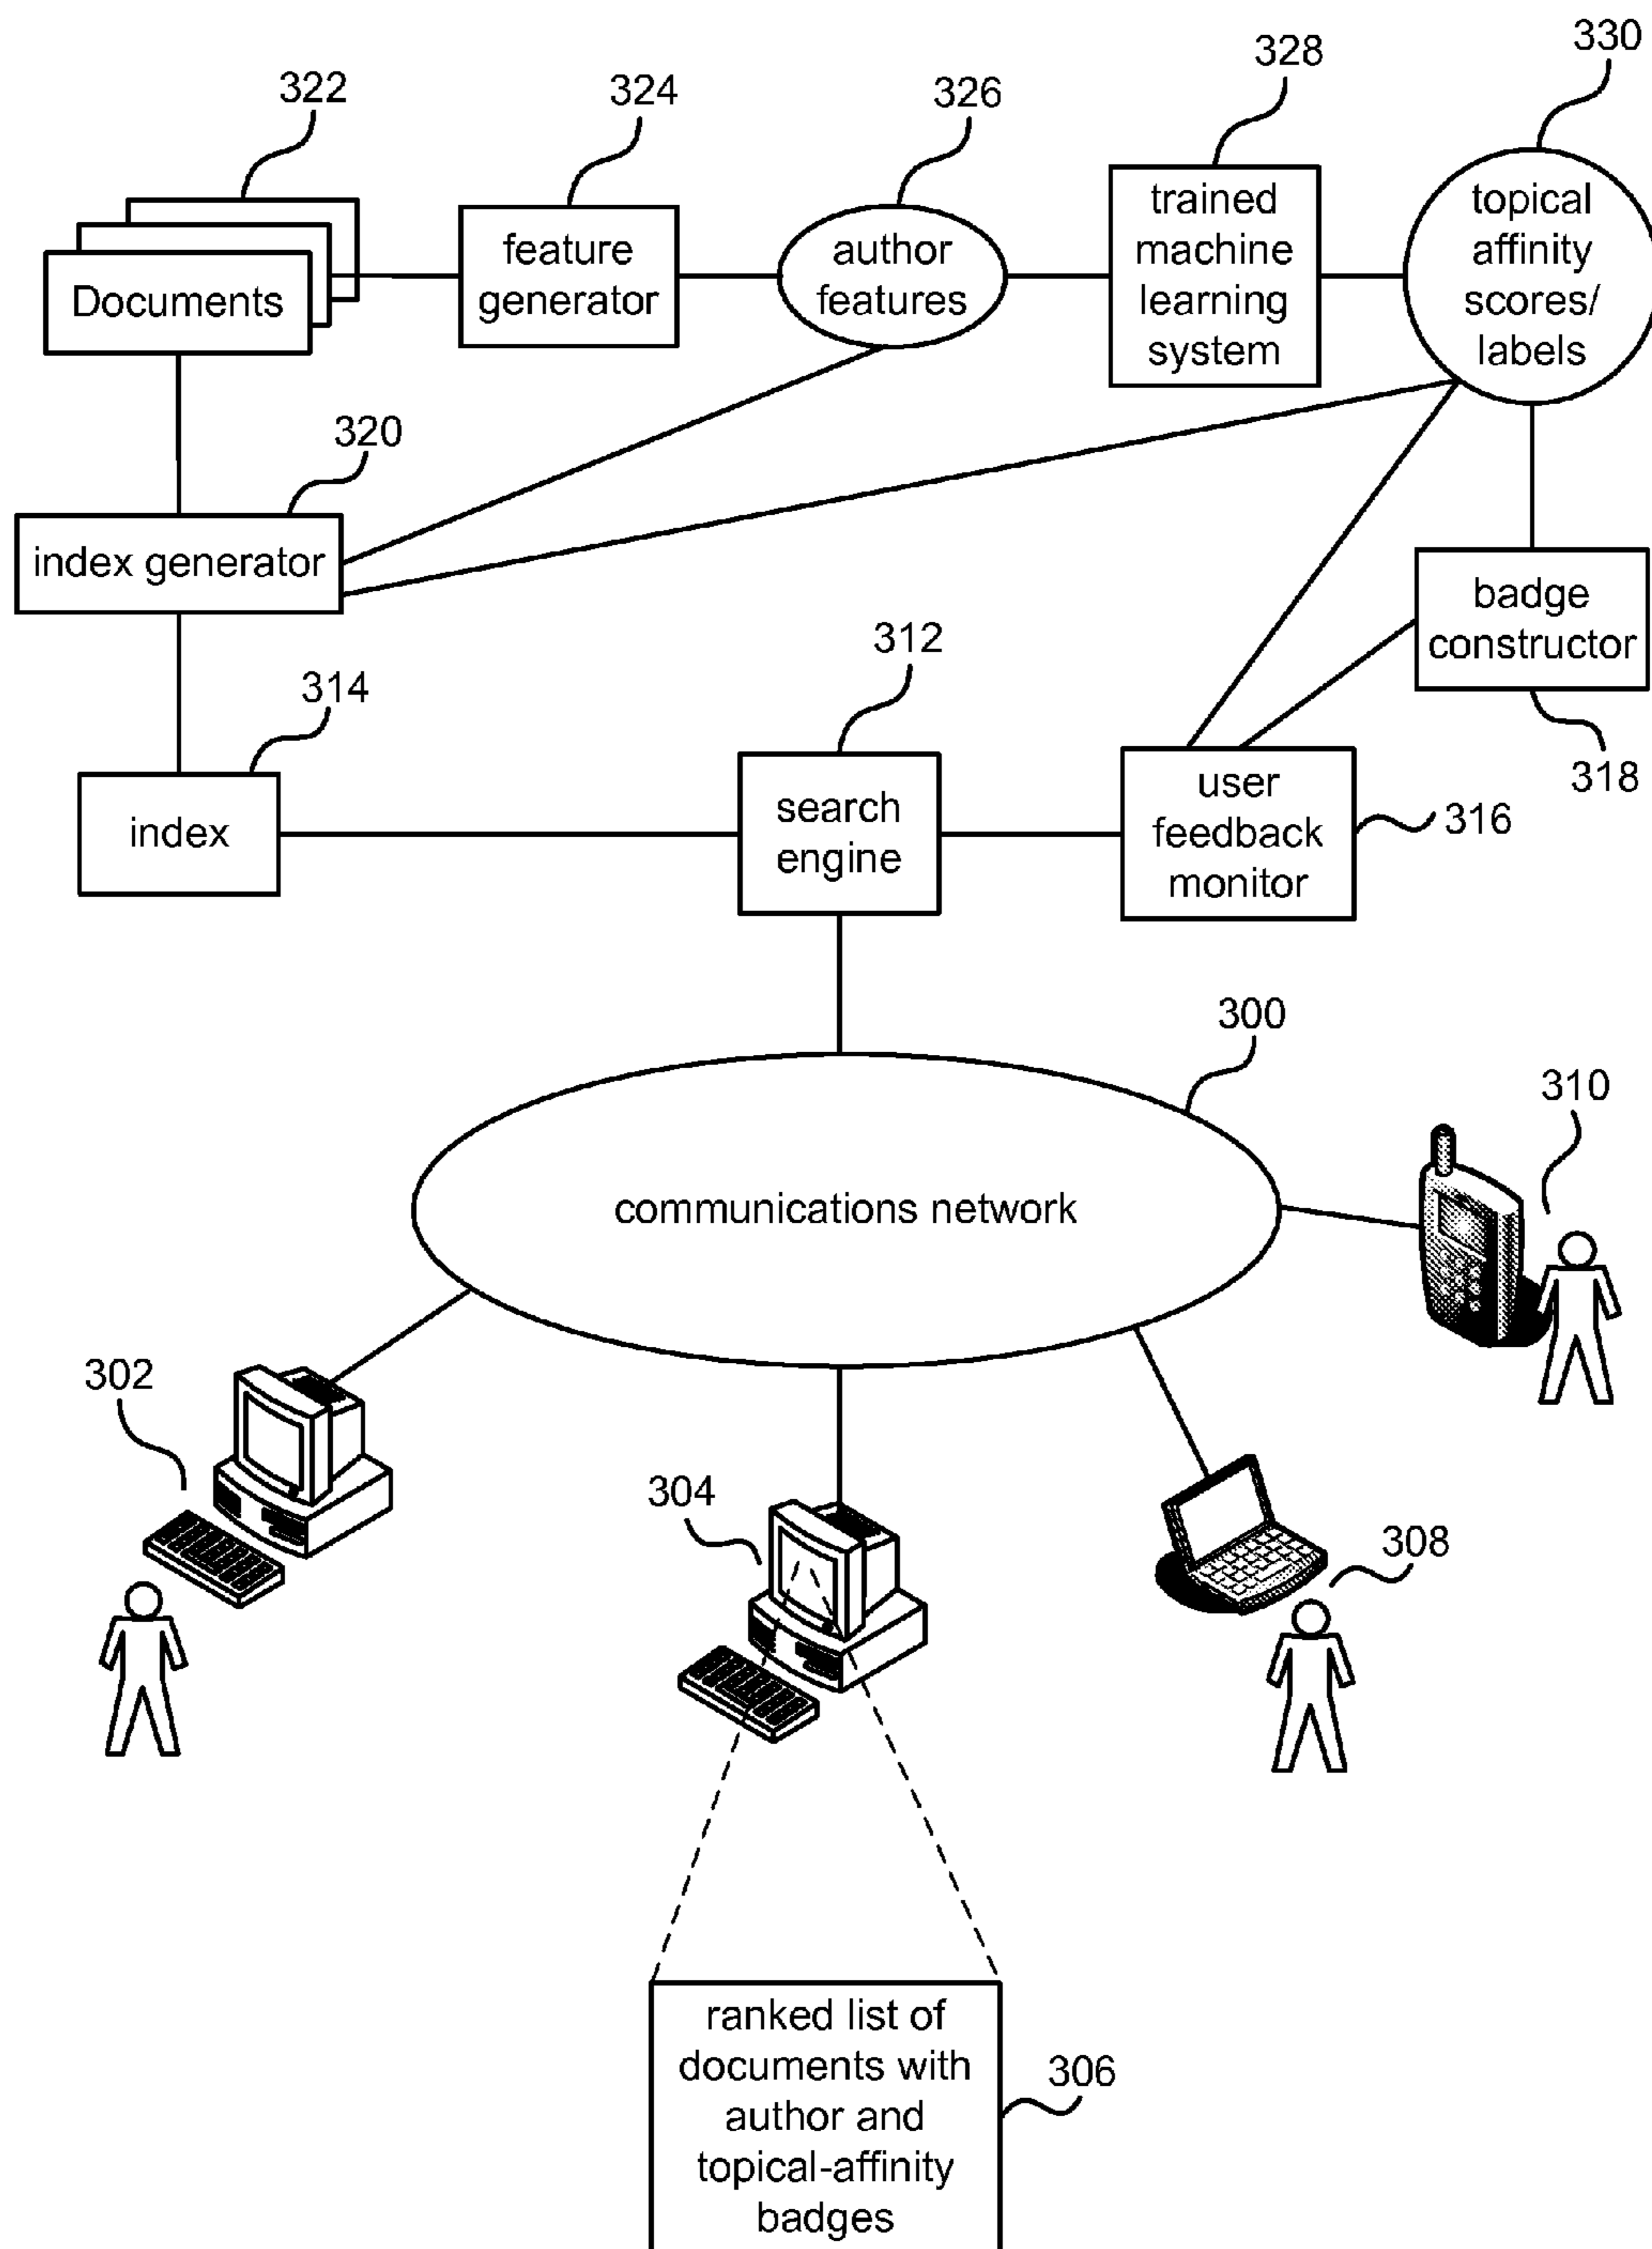 330
328
322
324
326
Documents
feature
generator
author
features
trained
machine
learning
system
topical
affinity
scores/
labels
320
index generator
badge
constructor
318
312
314
index
search
engine
user
feedback
monitor
316
300
communications network
310
302
304
308
ranked list of
documents with
author and
topical-affinity
badges
306